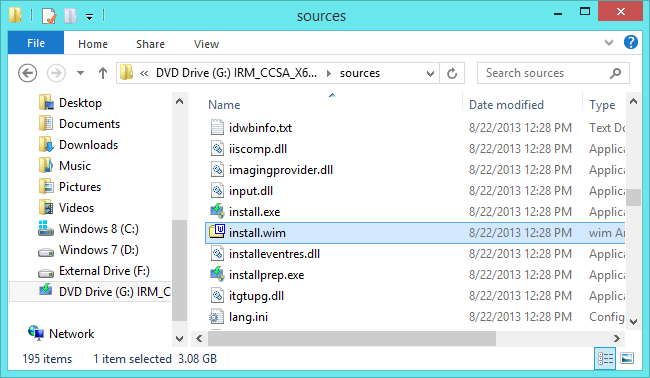 sources
File Home Share View
« DVD Drive (G:) IRM_CCSA_X6... sources
Search sources
Desktop
Documents
Downloads
Music
Pictures
Videos
Windows 8 (C:)
Windows 7 (D:)
External Drive (F:)
DVD Drive (G:) IRM_C
Network
Name Date modified Type
idwbinfo.txt 8/22/2013 12:28 PM Text Do
iiscomp.dll 8/22/2013 12:28 PM Applica
imagingprovider.dll 8/22/2013 12:28 PM Applica
input.dll 8/22/2013 12:28 PM Applica
install.exe 8/22/2013 12:28 PM Applica
install.wim 8/22/2013 12:28 PM wim Ar
installeventres.dll 8/22/2013 12:28 PM Applica
installprep.exe 8/22/2013 12:28 PM Applica
itgtupg.dll 8/22/2013 12:28 PM Applica
lang.ini 8/22/2013 12:28 PM Config
195 items 1 item selected 3.08 GB